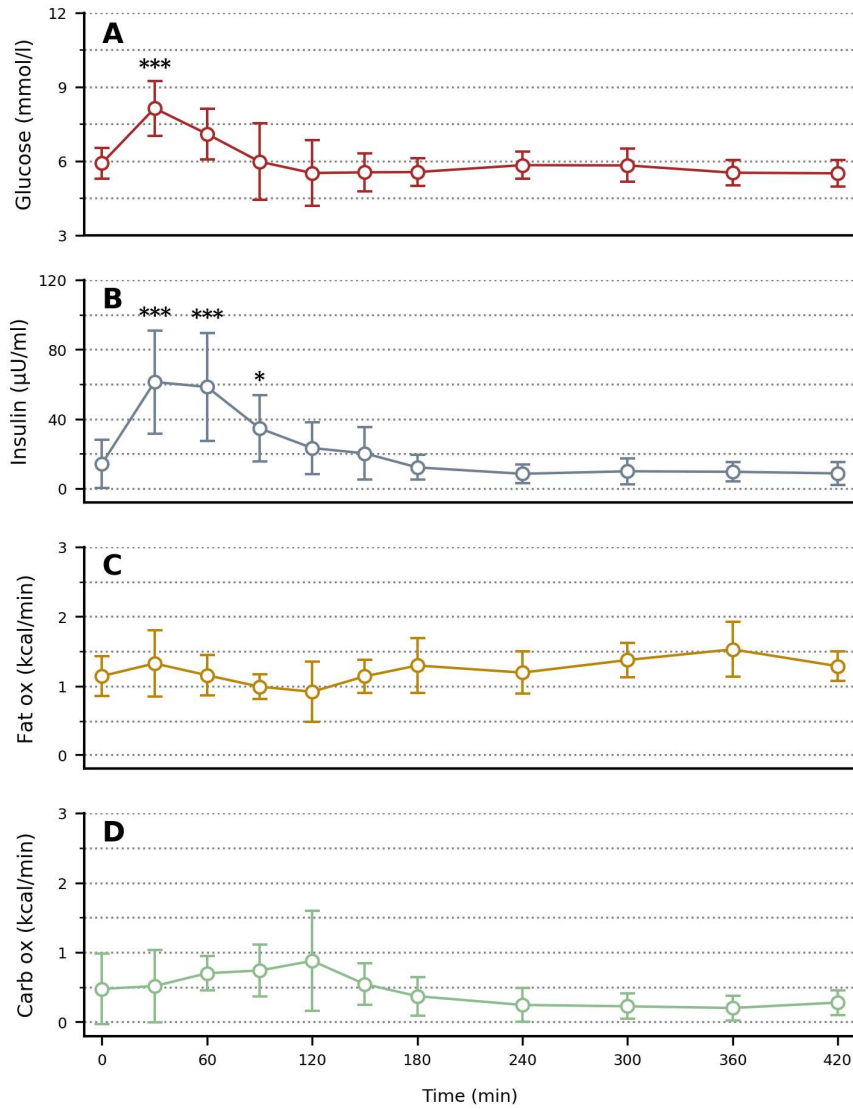 A
Glucose (mmol/l)
12
9
6
3
***
B
Insulin (μU/ml)
120
80
40
0
***
***
*
C
Fat ox (kcal/min)
3
2
1
0
D
Carb ox (kcal/min)
3
2
1
0
0 60 120 180 240 300 360 420
Time (min)